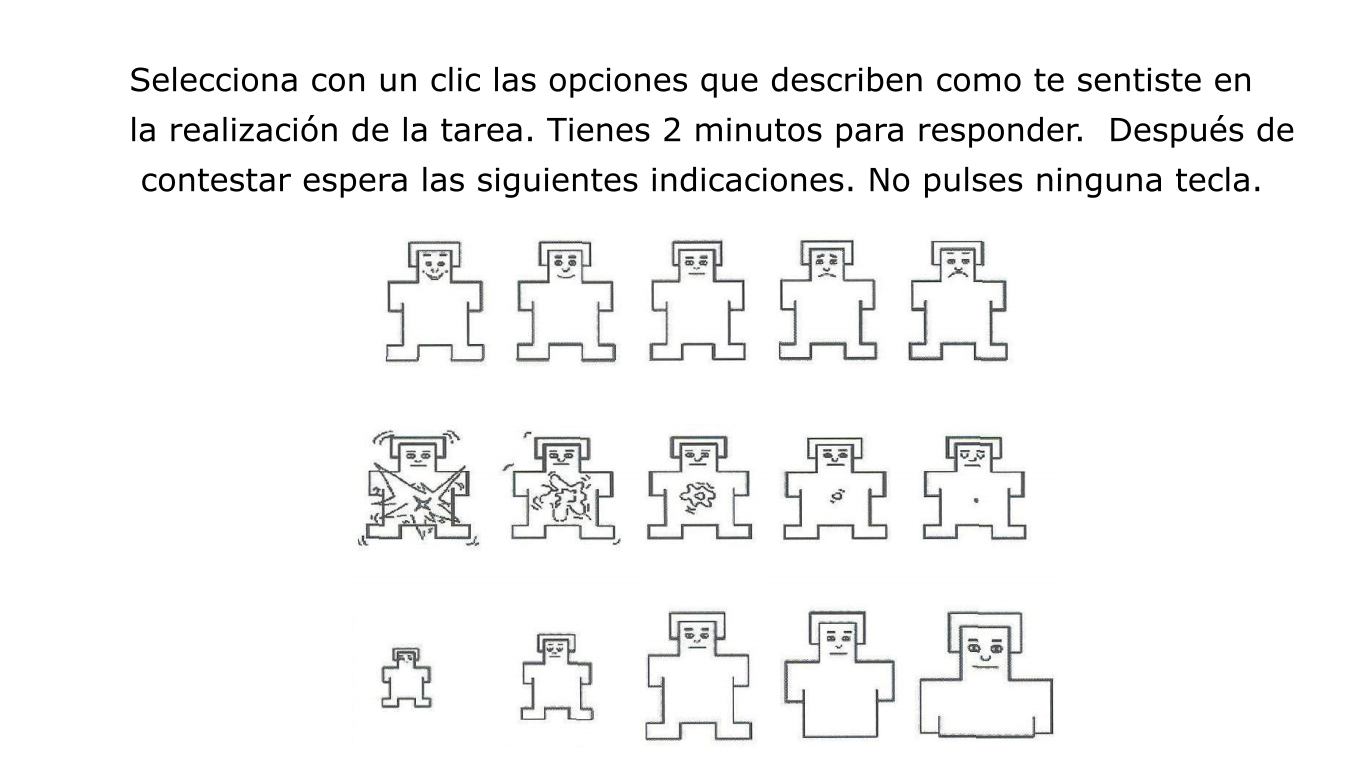 Selecciona con un clic las opciones que describen como te sentiste en
la realización de la tarea. Tienes 2 minutos para responder.  Después de
contestar espera las siguientes indicaciones. No pulses ninguna tecla.